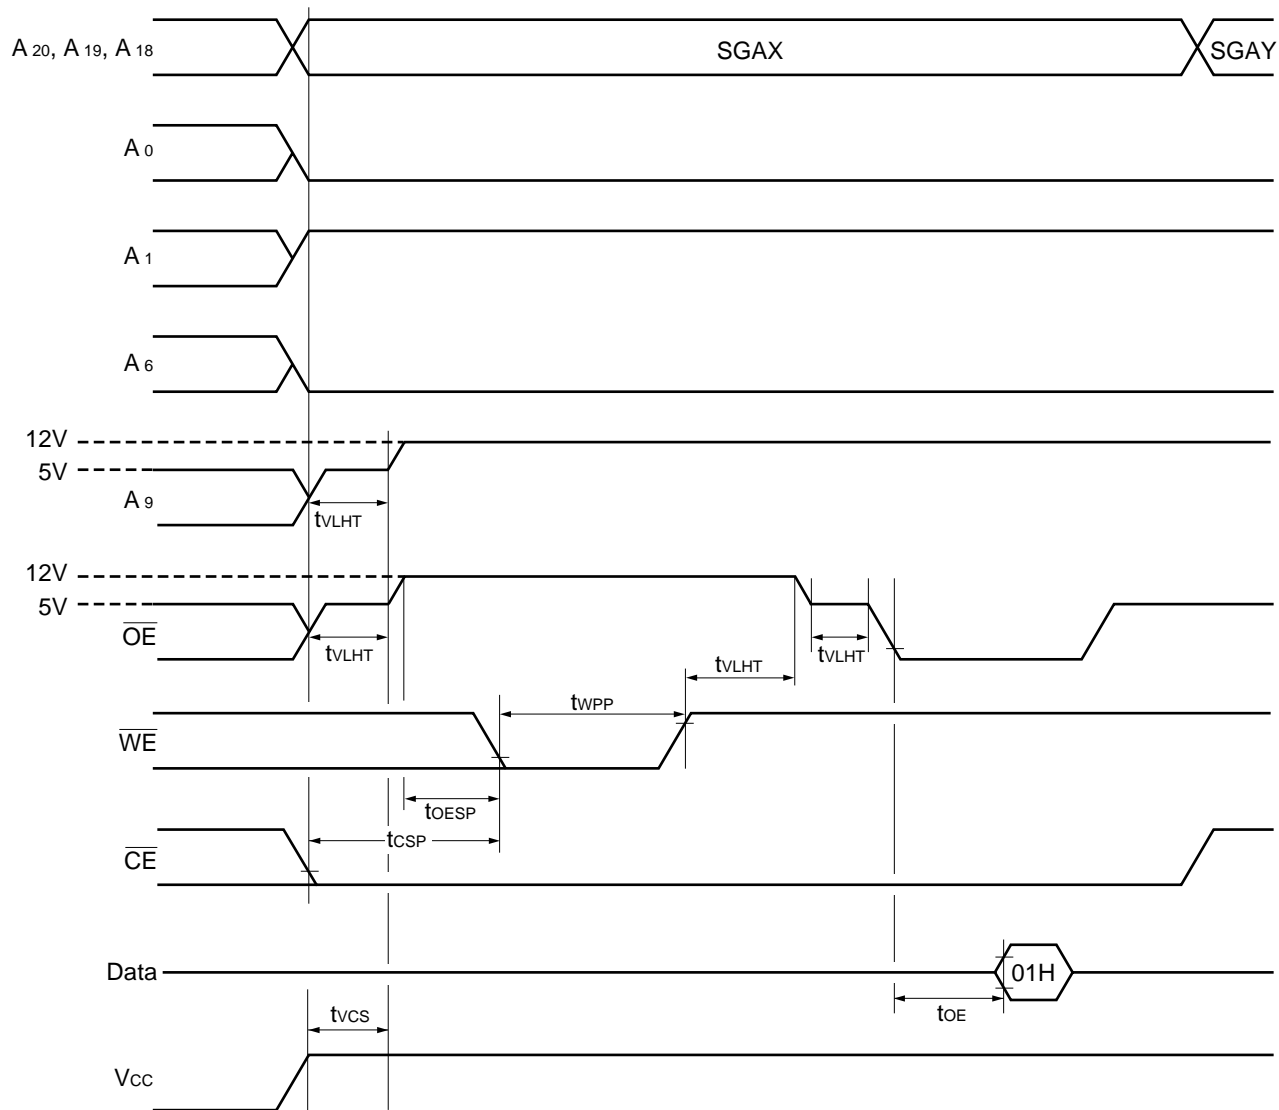 A 20, A 19, A 18
SGAX
SGAY
A 0
A 1
A 6
12V
5V
A 9
tVLHT
12V
5V
OE
tVLHT
tVLHT
tVLHT
tWPP
WE
tOESP
tCSP
CE
Data
01H
tOE
tVCS
VCC